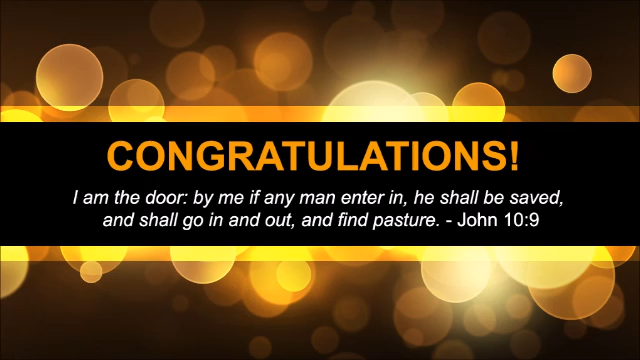 CONGRATULATIONS!
I am the door: by me if any man enter in, he shall be saved,
and shall go in and out, and find pasture. - John 10:9